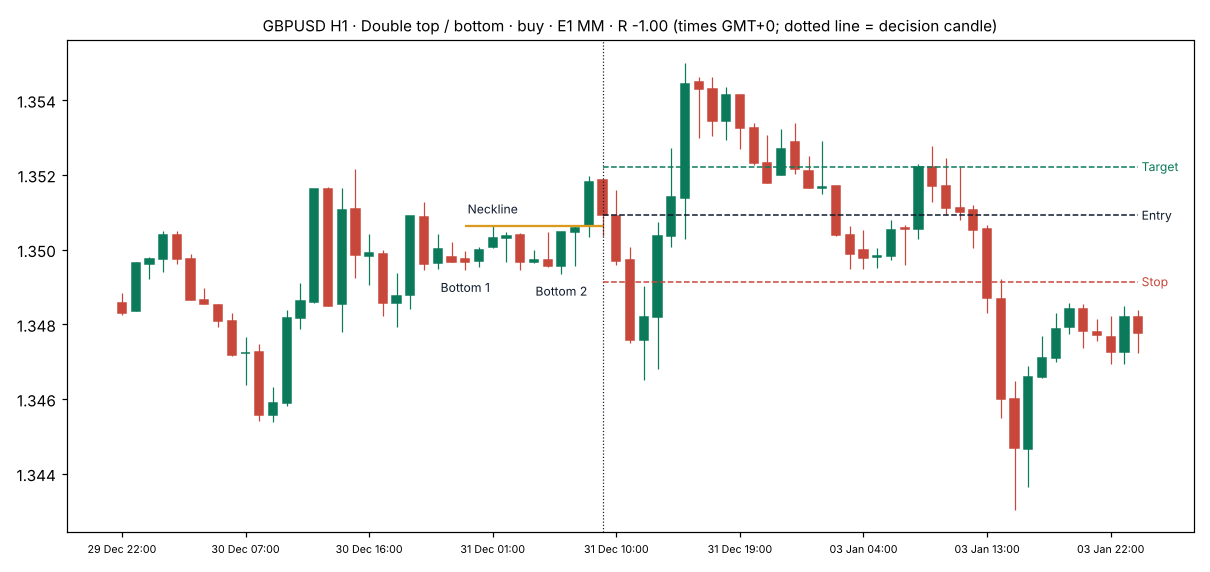 GBPUSD H1 · Double top / bottom · buy · E1 MM · R -1.00 (times GMT+0; dotted line = decision candle)
1.354
1.352
1.350
1.348
1.346
1.344
Neckline
Bottom 1
Bottom 2
Target
Entry
Stop
29 Dec 22:00
30 Dec 07:00
30 Dec 16:00
31 Dec 01:00
31 Dec 10:00
31 Dec 19:00
03 Jan 04:00
03 Jan 13:00
03 Jan 22:00